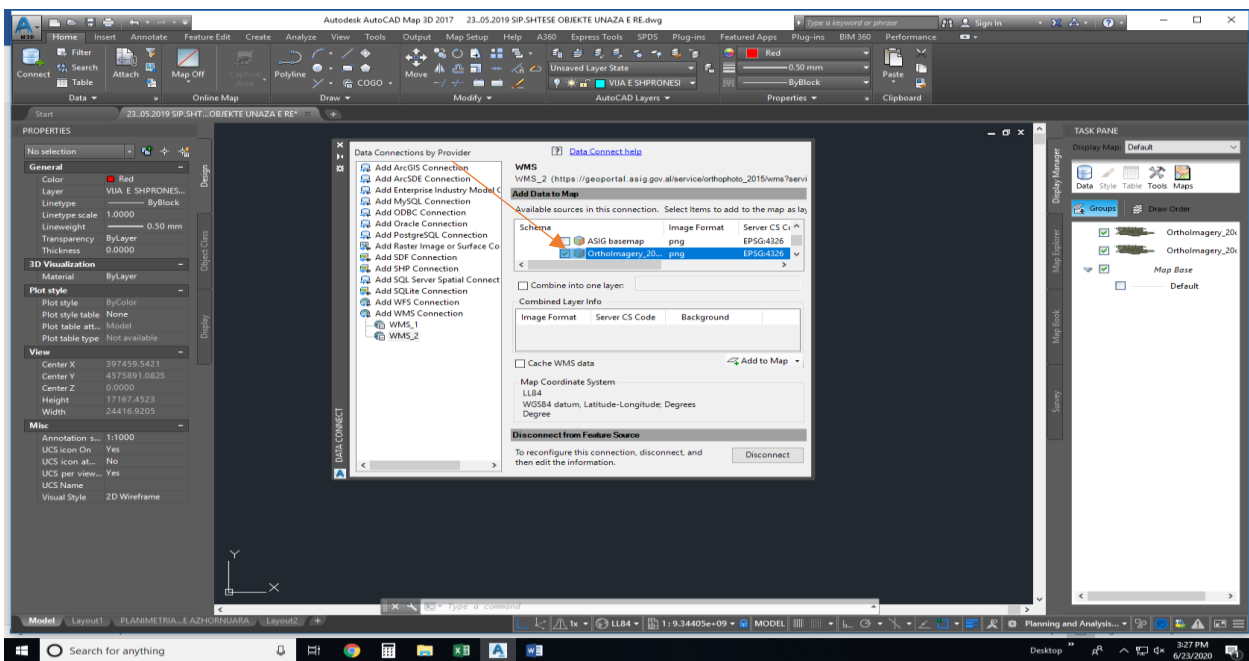 Autodesk AutoCAD Map 3D 2017 23..05.2019 SIP.SHTESE OBJEKTE UNAZA E RE.dwg
Type a keyword or phrase
Sign In
M3D
Home Insert Annotate Feature Edit Create Analyze View Tools Output Map Setup Help A360 Express Tools SPDS Plug-ins Featured Apps Plug-ins BIM 360 Performance
Connect
Filter
Search
Table
Attach
Map Off
Capture Area
Polyline
COGO
Move
Unsaved Layer State
VIJA E SHPRONESI
Red
0.50 mm
ByBlock
Paste
Data
Online Map
Draw
Modify
AutoCAD Layers
Properties
Clipboard
Start
23..05.2019 SIP.SHT...OBJEKTE UNAZA E RE*
PROPERTIES
No selection
General
Color Red
Layer VIJA E SHPRONES...
Linetype ByBlock
Linetype scale 1.0000
Lineweight 0.50 mm
Transparency ByLayer
Thickness 0.0000
3D Visualization
Material ByLayer
Plot style
Plot style ByColor
Plot style table None
Plot table att... Model
Plot table type Not available
View
Center X 397459.5421
Center Y 4575891.0825
Center Z 0.0000
Height 17167.4523
Width 24416.9205
Misc
Annotation s... 1:1000
UCS icon On Yes
UCS icon at... No
UCS per view... Yes
UCS Name
Visual Style 2D Wireframe
Design
Object Class
Display
DATA CONNECT
Data Connections by Provider
Add ArcGIS Connection
Add ArcSDE Connection
Add Enterprise Industry Model C
Add MySQL Connection
Add ODBC Connection
Add Oracle Connection
Add PostgreSQL Connection
Add Raster Image or Surface Co
Add SDF Connection
Add SHP Connection
Add SQL Server Spatial Connect
Add SQLite Connection
Add WFS Connection
Add WMS Connection
WMS_1
WMS_2
Data Connect help
WMS
WMS_2 (https://geoportal.asig.gov.al/service/orthophoto_2015/wms?servi
Add Data to Map
Available sources in this connection. Select Items to add to the map as lay
Schema Image Format Server CS C
ASIG basemap png EPSG:4326
OrthoImagery_20... png EPSG:4326
Combine into one layer:
Combined Layer Info
Image Format Server CS Code Background
Cache WMS data
Add to Map
Map Coordinate System
LL84
WGS84 datum, Latitude-Longitude; Degrees
Degree
Disconnect from Feature Source
To reconfigure this connection, disconnect, and
then edit the information.
Disconnect
Y
X
Type a command
TASK PANE
Display Map: Default
Data Style Table Tools Maps
Groups Draw Order
OrthoImagery_20
OrthoImagery_20
Map Base
Default
Display Manager
Map Explorer
Map Book
Survey
Model Layout1 PLANIMETRIA...E AZHORNUARA Layout2
1x LL84 1 : 9.34405e+09 MODEL Planning and Analysis...
Search for anything
Desktop
3:27 PM
6/23/2020